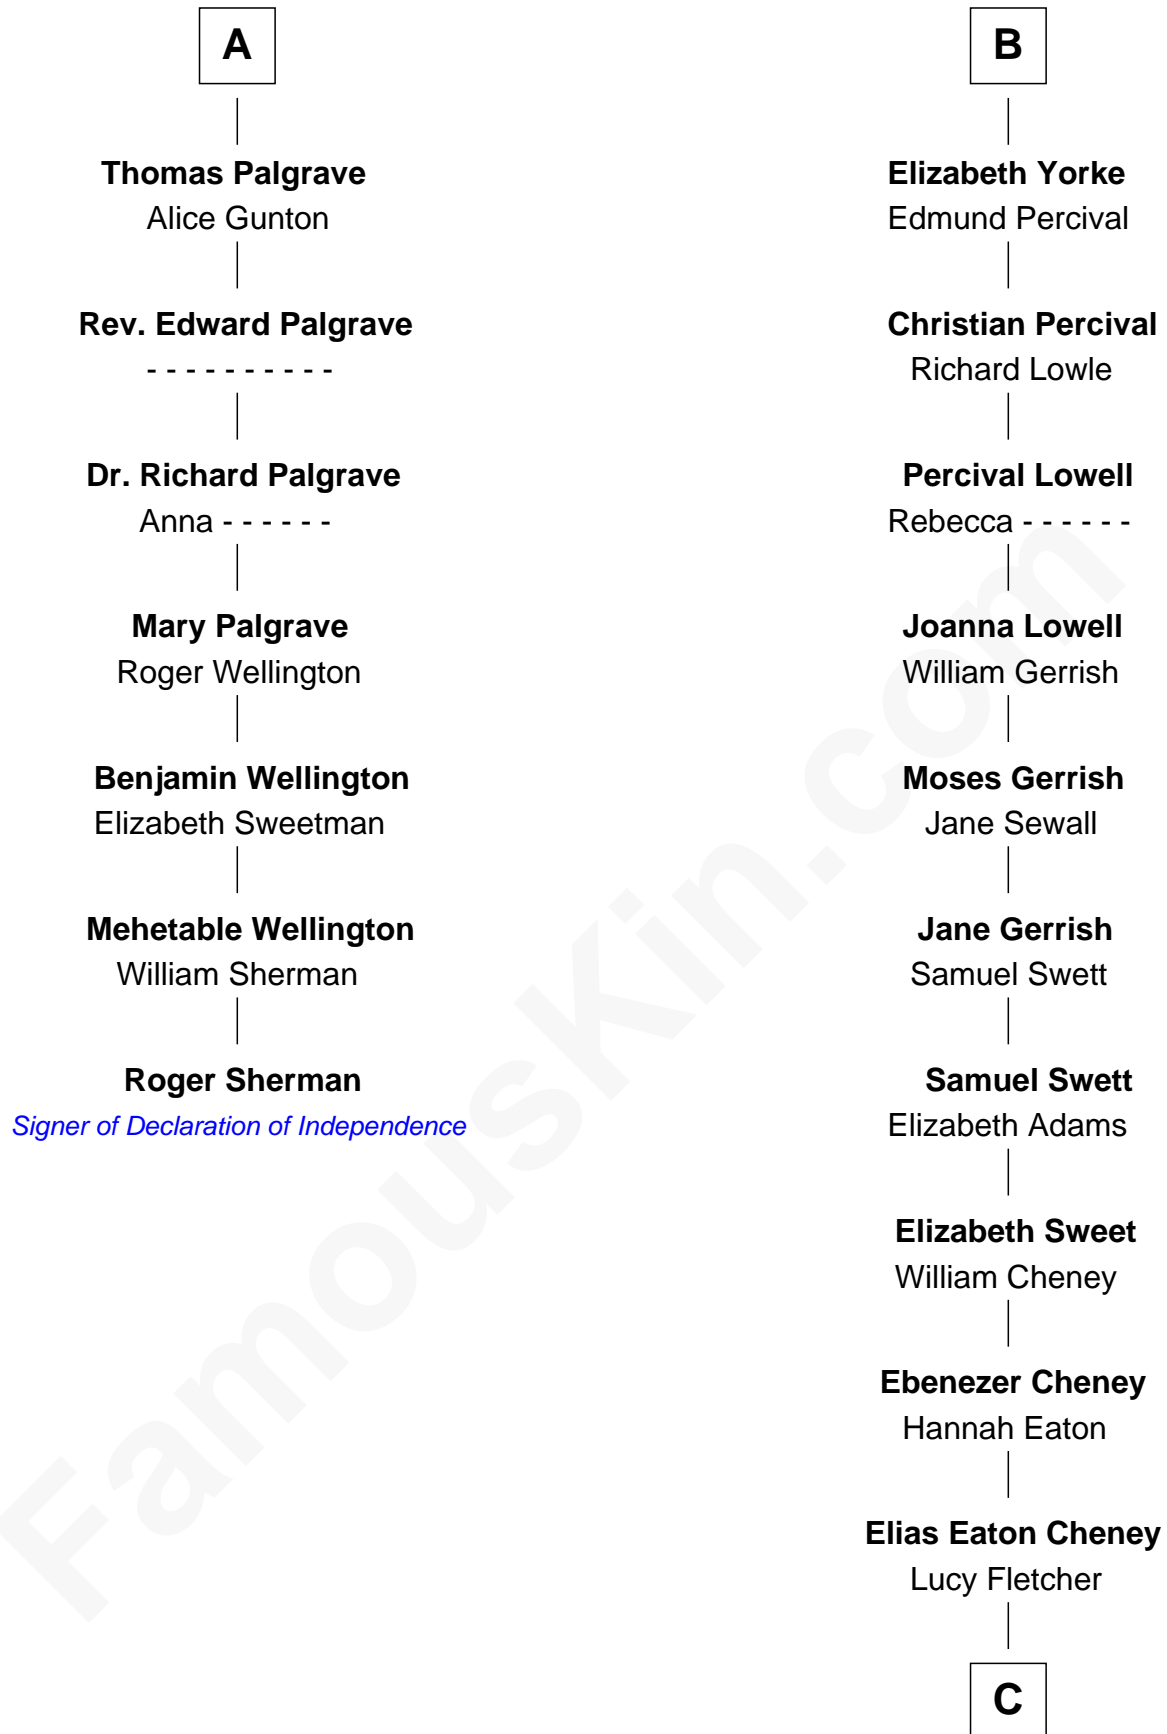 A
Thomas Palgrave
Alice Gunton
Rev. Edward Palgrave
- - - - - - - - - -
Dr. Richard Palgrave
Anna - - - - - -
Mary Palgrave
Roger Wellington
Benjamin Wellington
Elizabeth Sweetman
Mehetable Wellington
William Sherman
Roger Sherman
Signer of Declaration of Independence
B
Elizabeth Yorke
Edmund Percival
Christian Percival
Richard Lowle
Percival Lowell
Rebecca - - - - - -
Joanna Lowell
William Gerrish
Moses Gerrish
Jane Sewall
Jane Gerrish
Samuel Swett
Samuel Swett
Elizabeth Adams
Elizabeth Sweet
William Cheney
Ebenezer Cheney
Hannah Eaton
Elias Eaton Cheney
Lucy Fletcher
C
FamousKin.com